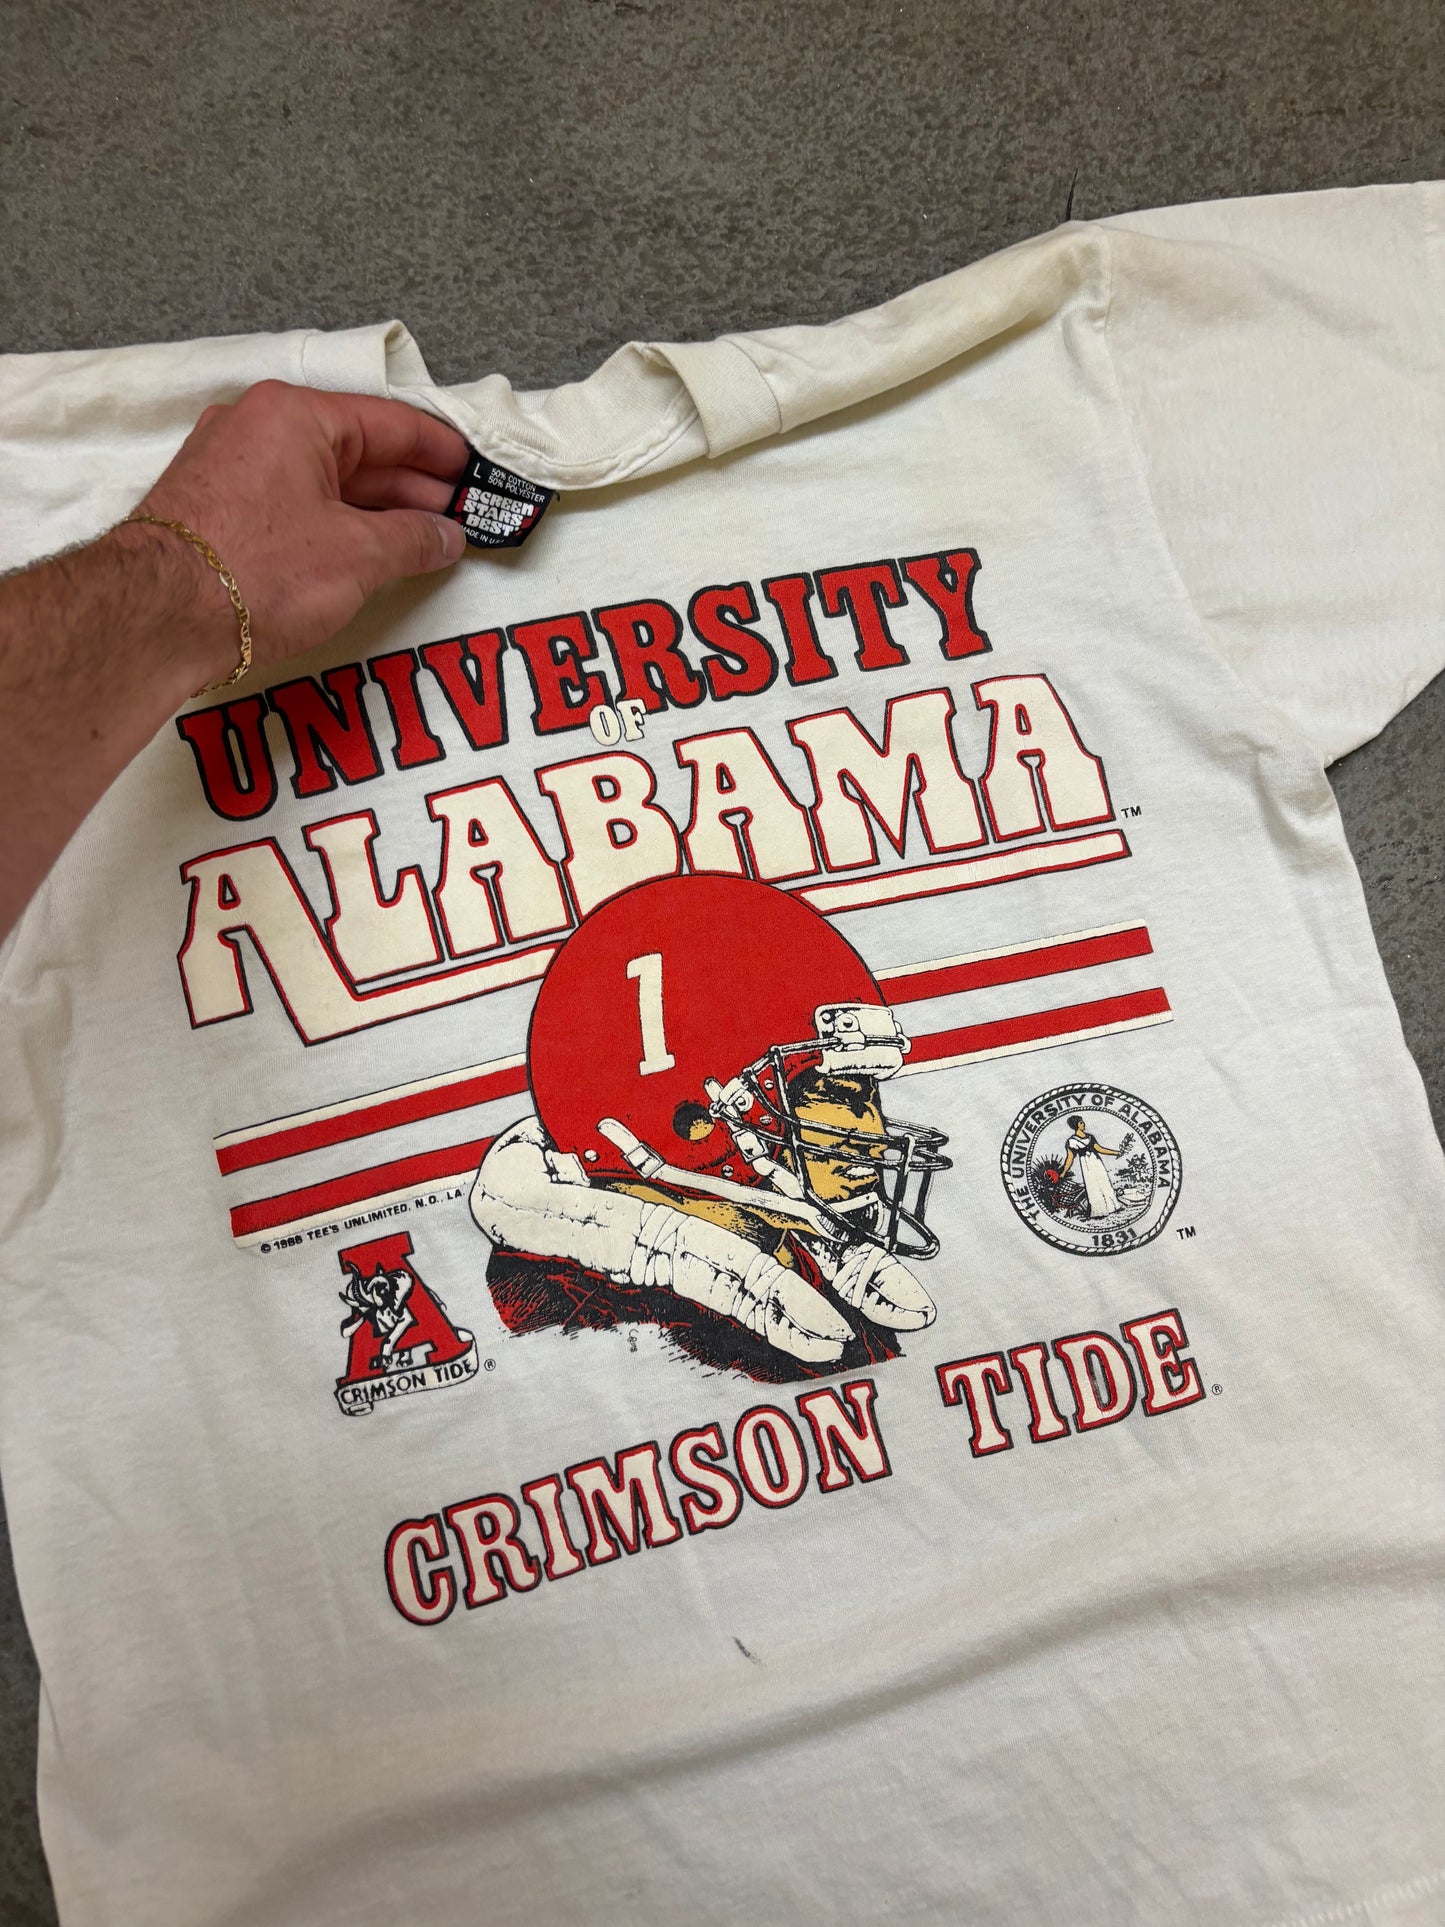 L
50% COTTON
50% POLYESTER
SCREEN
STARS
BEST
MADE IN U.S.
UNIVERSITY
OF
ALABAMA
TM
1
© 1988 TEE'S UNLIMITED, N.O., LA
A
CRIMSON TIDE
®
THE UNIVERSITY OF ALABAMA
1831
TM
CRIMSON TIDE
®